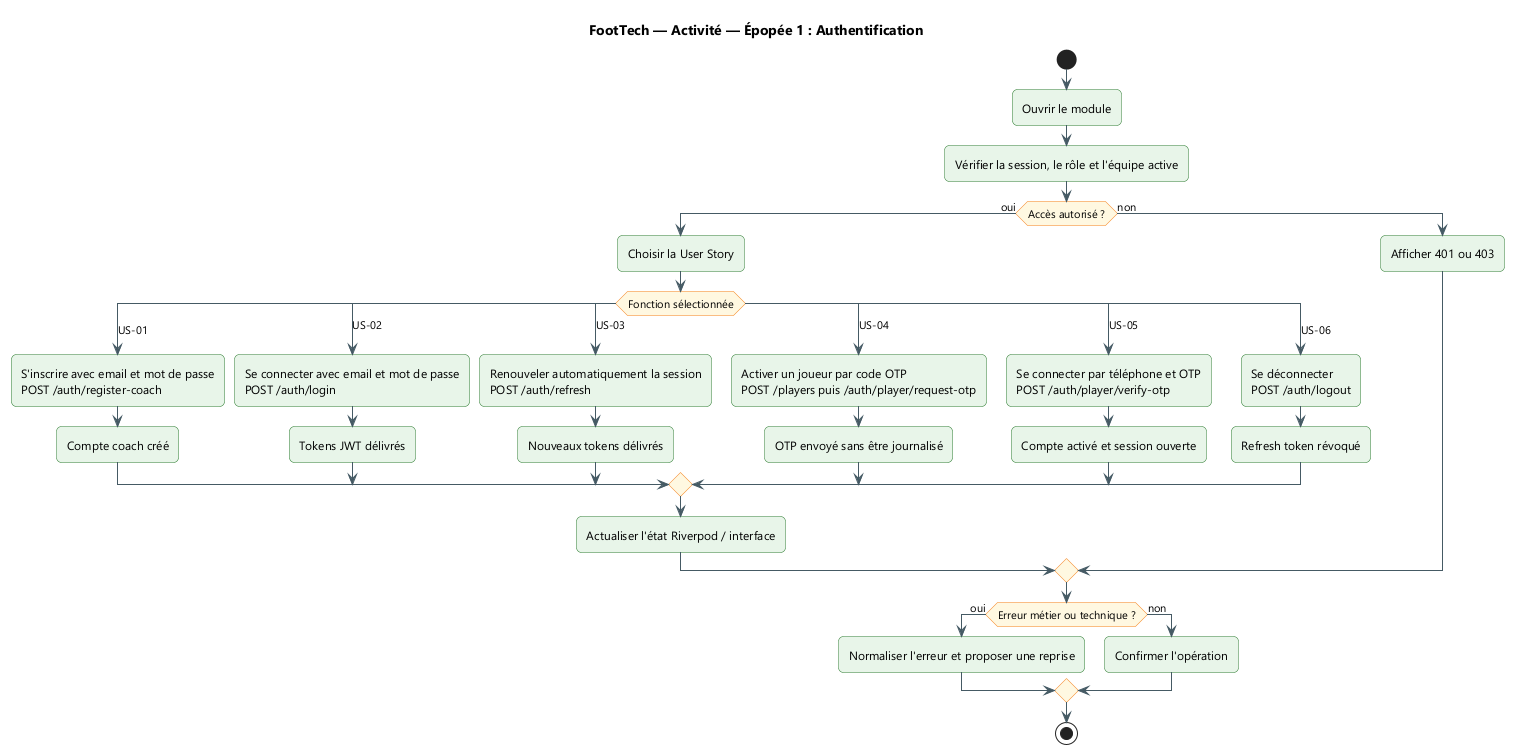 FootTech — Activité — Épopée 1 : Authentification
Ouvrir le module
Vérifier la session, le rôle et l'équipe active
oui
Accès autorisé ?
non
Choisir la User Story
Afficher 401 ou 403
Fonction sélectionnée
US-01
US-02
US-03
US-04
US-05
US-06
S'inscrire avec email et mot de passe
POST /auth/register-coach
Se connecter avec email et mot de passe
POST /auth/login
Renouveler automatiquement la session
POST /auth/refresh
Activer un joueur par code OTP
POST /players puis /auth/player/request-otp
Se connecter par téléphone et OTP
POST /auth/player/verify-otp
Se déconnecter
POST /auth/logout
Compte coach créé
Tokens JWT délivrés
Nouveaux tokens délivrés
OTP envoyé sans être journalisé
Compte activé et session ouverte
Refresh token révoqué
Actualiser l'état Riverpod / interface
oui
Erreur métier ou technique ?
non
Normaliser l'erreur et proposer une reprise
Confirmer l'opération